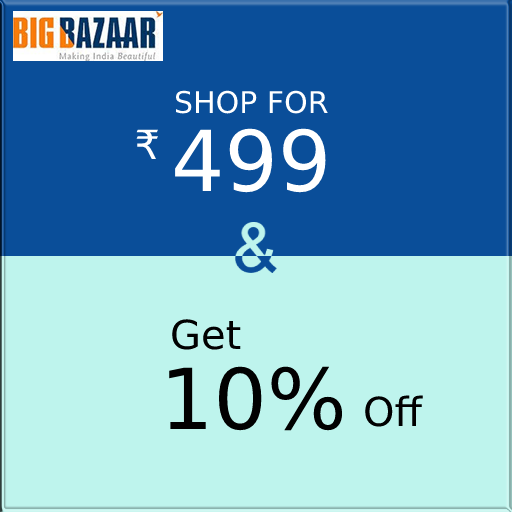 BIG BAZAAR
Making India Beautiful
SHOP FOR
₹ 499
&
Get
10% Off